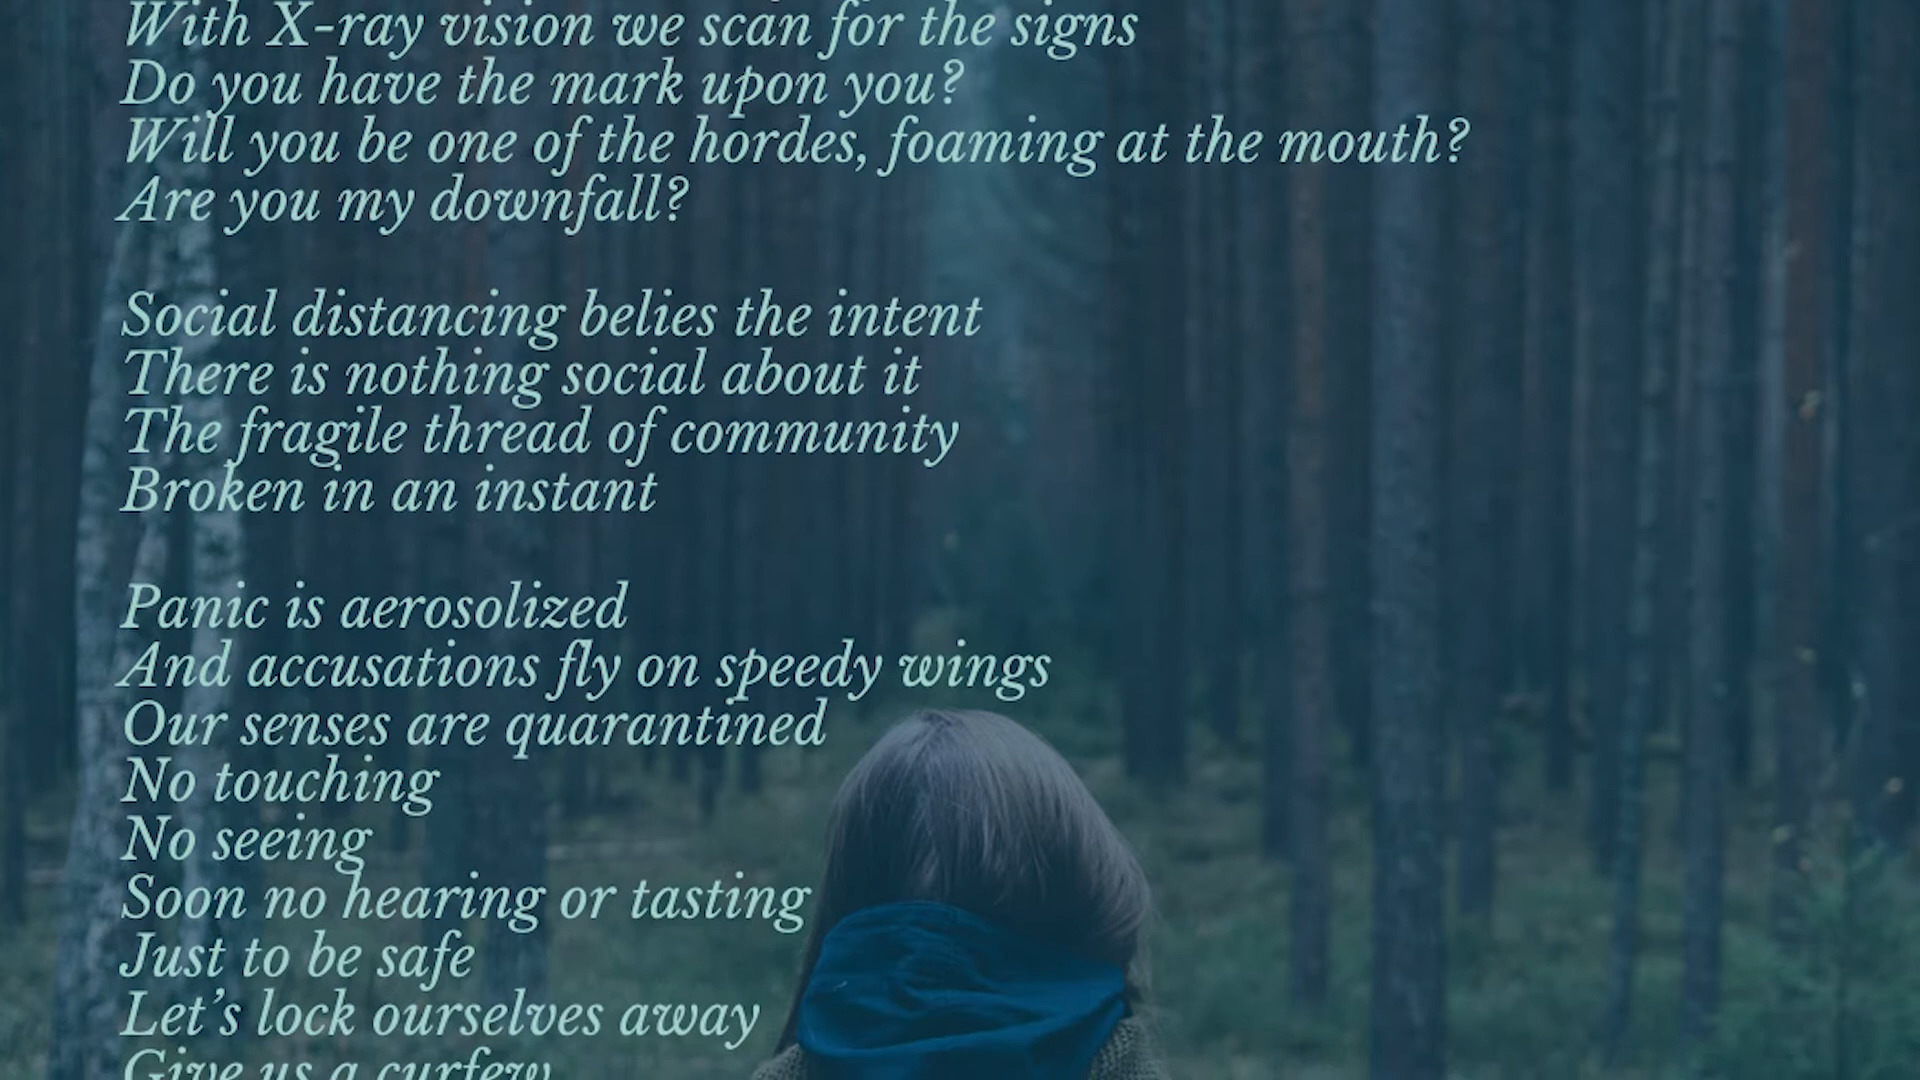 With X-ray vision we scan for the signs
Do you have the mark upon you?
Will you be one of the hordes, foaming at the mouth?
Are you my downfall?
Social distancing belies the intent
There is nothing social about it
The fragile thread of community
Broken in an instant
Panic is aerosolized
And accusations fly on speedy wings
Our senses are quarantined
No touching
No seeing
Soon no hearing or tasting
Just to be safe
Let’s lock ourselves away
Give us a curfew